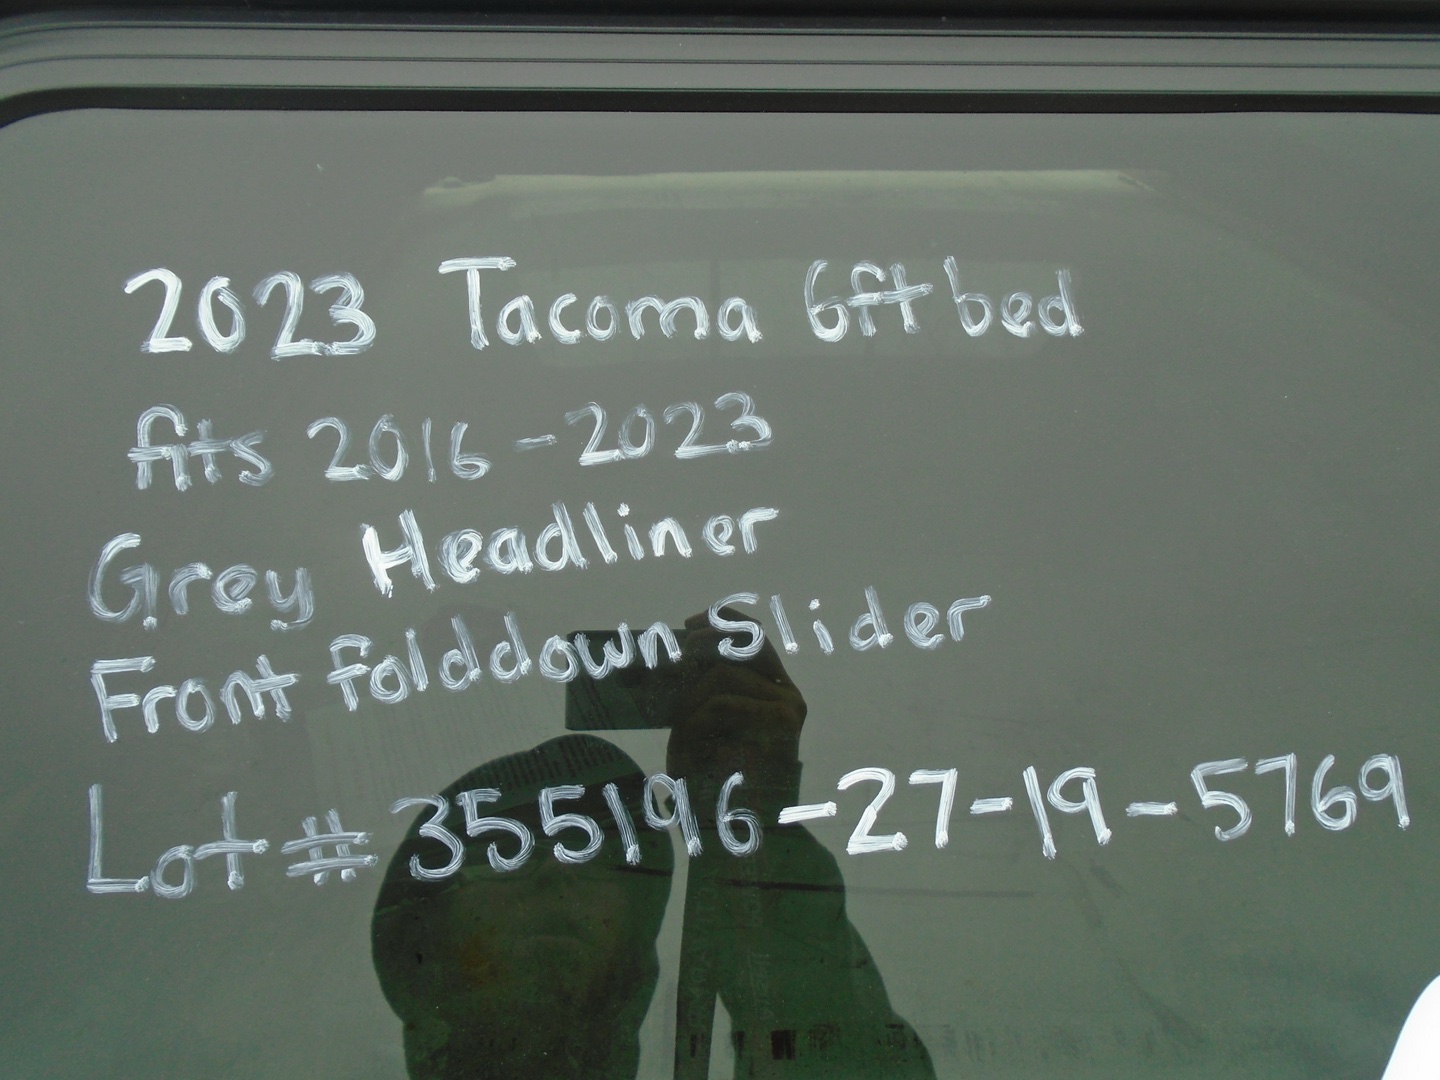 2023 Tacoma 6ft bed
fits 2016-2023
Grey Headliner
Front folddown Slider
Lot # 355196-27-19-5769